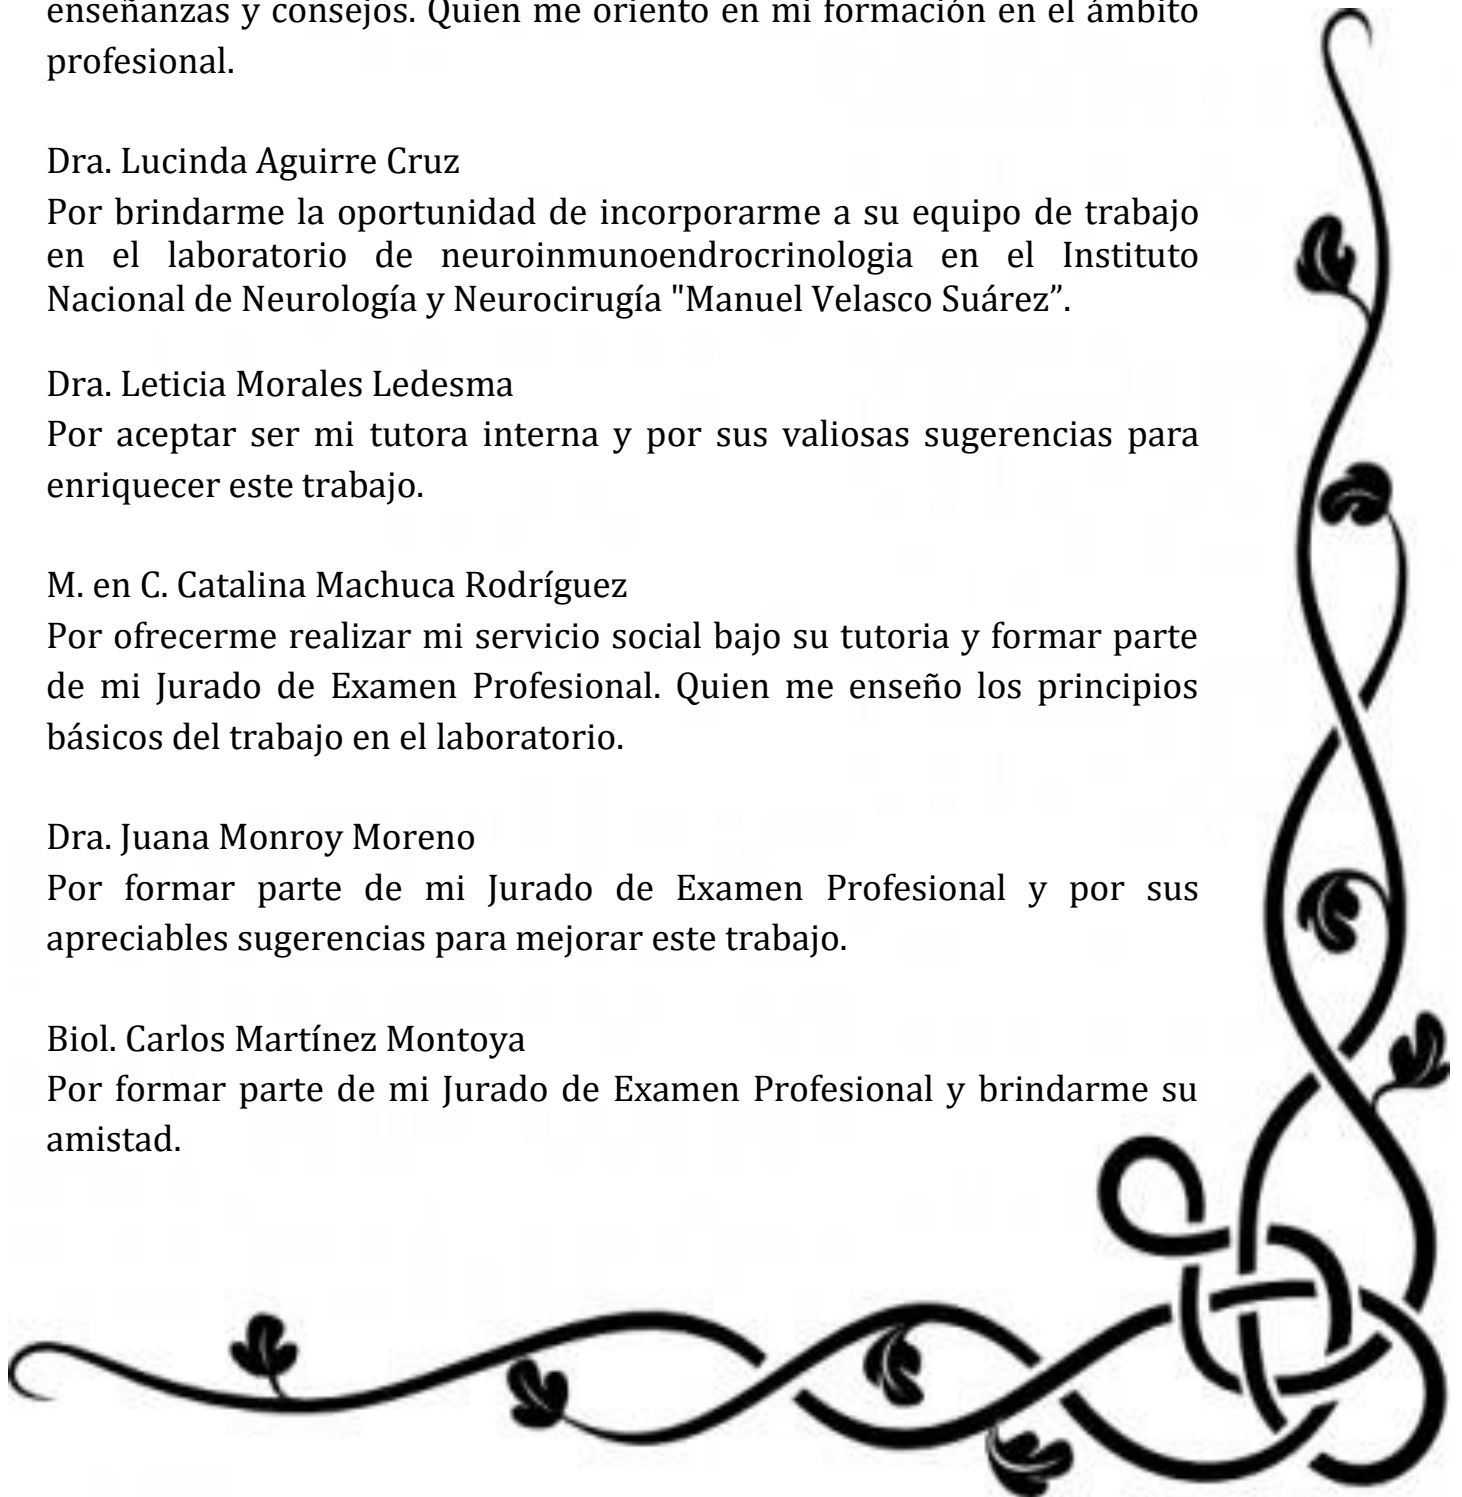 enseñanzas y consejos. Quien me oriento en mi formación en el ámbito
profesional.
Dra. Lucinda Aguirre Cruz
Por brindarme la oportunidad de incorporarme a su equipo de trabajo
en el laboratorio de neuroinmunoendrocrinologia en el Instituto
Nacional de Neurología y Neurocirugía "Manuel Velasco Suárez”.
Dra. Leticia Morales Ledesma
Por aceptar ser mi tutora interna y por sus valiosas sugerencias para
enriquecer este trabajo.
M. en C. Catalina Machuca Rodríguez
Por ofrecerme realizar mi servicio social bajo su tutoria y formar parte
de mi Jurado de Examen Profesional. Quien me enseño los principios
básicos del trabajo en el laboratorio.
Dra. Juana Monroy Moreno
Por formar parte de mi Jurado de Examen Profesional y por sus
apreciables sugerencias para mejorar este trabajo.
Biol. Carlos Martínez Montoya
Por formar parte de mi Jurado de Examen Profesional y brindarme su
amistad.